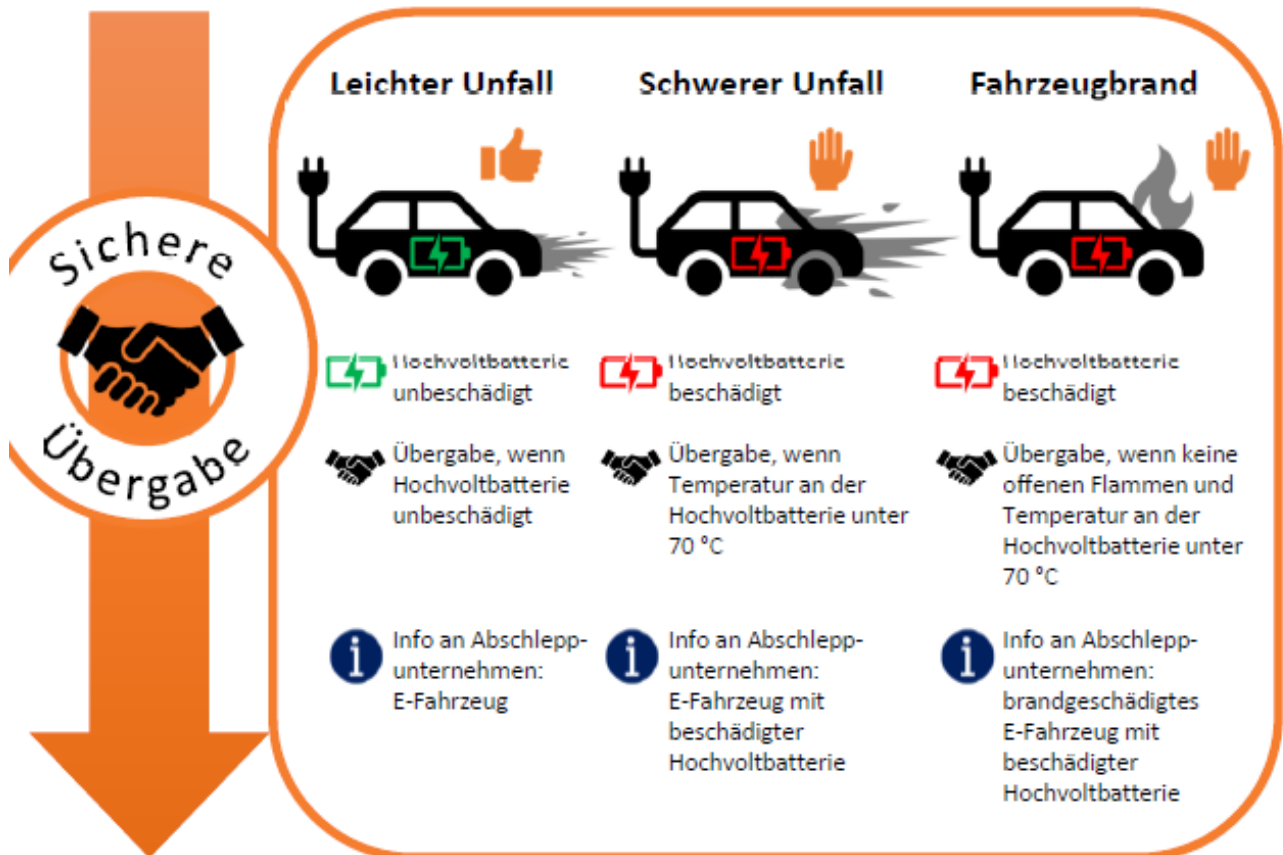 Sichere
Übergabe
Leichter Unfall
Hochvoltbatterie
unbeschädigt
Übergabe, wenn
Hochvoltbatterie
unbeschädigt
Info an Abschlepp-
unternehmen:
E-Fahrzeug
Schwerer Unfall
Hochvoltbatterie
beschädigt
Übergabe, wenn
Temperatur an der
Hochvoltbatterie unter
70 °C
Info an Abschlepp-
unternehmen:
E-Fahrzeug mit
beschädigter
Hochvoltbatterie
Fahrzeugbrand
Hochvoltbatterie
beschädigt
Übergabe, wenn keine
offenen Flammen und
Temperatur an der
Hochvoltbatterie unter
70 °C
Info an Abschlepp-
unternehmen:
brandgeschädigtes
E-Fahrzeug mit
beschädigter
Hochvoltbatterie